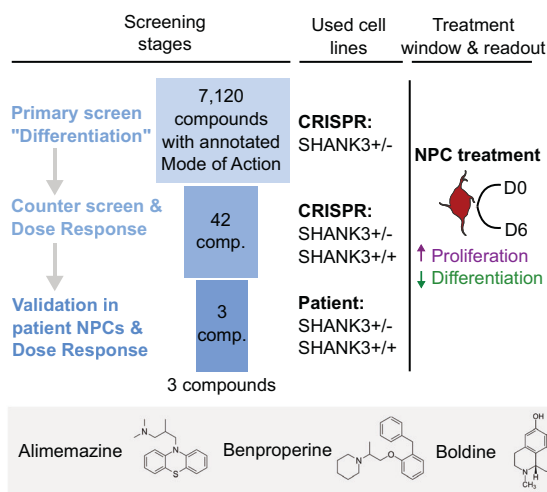 Screening stages
Used cell lines
Treatment window & readout
Primary screen "Differentiation"
7,120 compounds with annotated Mode of Action
CRISPR:
SHANK3+/-
Counter screen & Dose Response
42 comp.
CRISPR:
SHANK3+/-
SHANK3+/+
Validation in patient NPCs & Dose Response
3 comp.
Patient:
SHANK3+/-
SHANK3+/+
3 compounds
NPC treatment
D0
D6
↑ Proliferation
↓ Differentiation
Alimemazine
N
N
S
Benproperine
N
O
Boldine
OH
N
CH₃
H